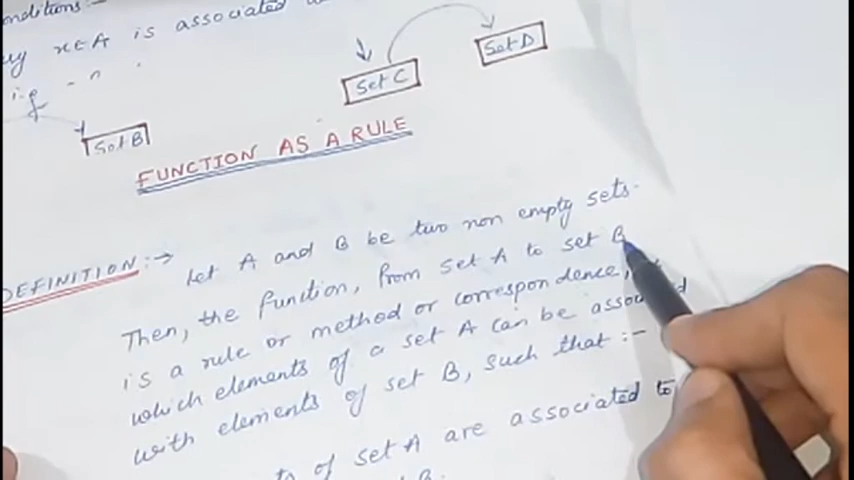 onditions :-
x∈A is associated
i.e
Set C
Set D
Set B
FUNCTION AS A RULE
DEFINITION :→ Let A and B be two non empty sets.
Then, the function, from set A to set B
is a rule or method or correspondence,
which elements of a set A can be associated
with elements of set B, such that :-
of set A are associated to
B.